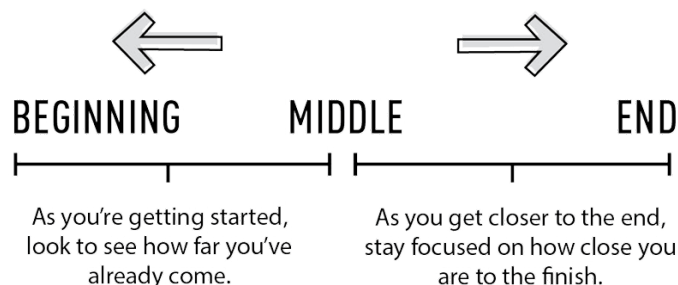 BEGINNING MIDDLE END
As you’re getting started,
look to see how far you’ve
already come.
As you get closer to the end,
stay focused on how close you
are to the finish.